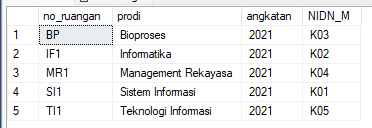 no_ruangan prodi angkatan NIDN_M
1 BP Bioproses 2021 K03
2 IF1 Informatika 2021 K02
3 MR1 Management Rekayasa 2021 K04
4 SI1 Sistem Informasi 2021 K01
5 TI1 Teknologi Informasi 2021 K05